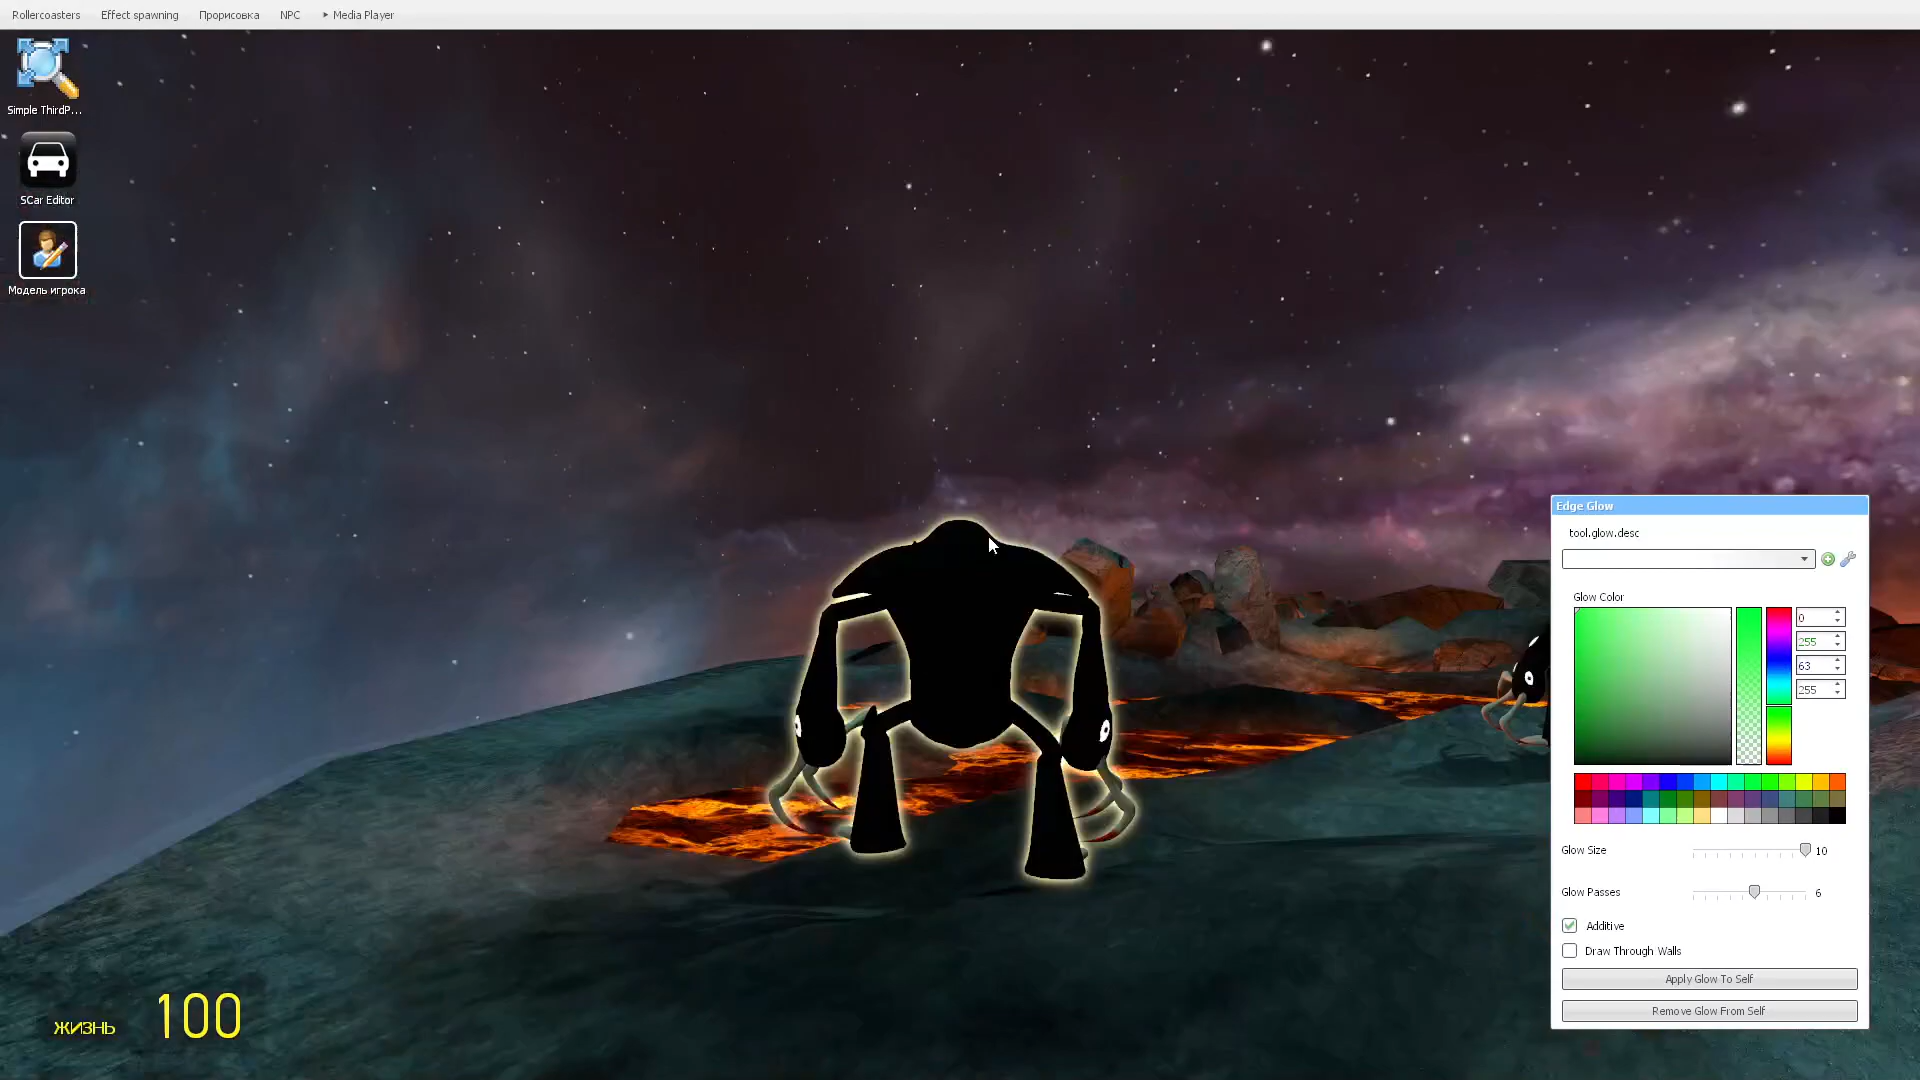 Rollercoasters Effect spawning Прорисовка NPC Media Player
Simple ThirdP...
SCar Editor
Модель игрока
Edge Glow
tool.glow.desc
Glow Color
0
255
63
255
Glow Size 10
Glow Passes 6
Additive
Draw Through Walls
Apply Glow To Self
Remove Glow From Self
ЖИЗНЬ 100